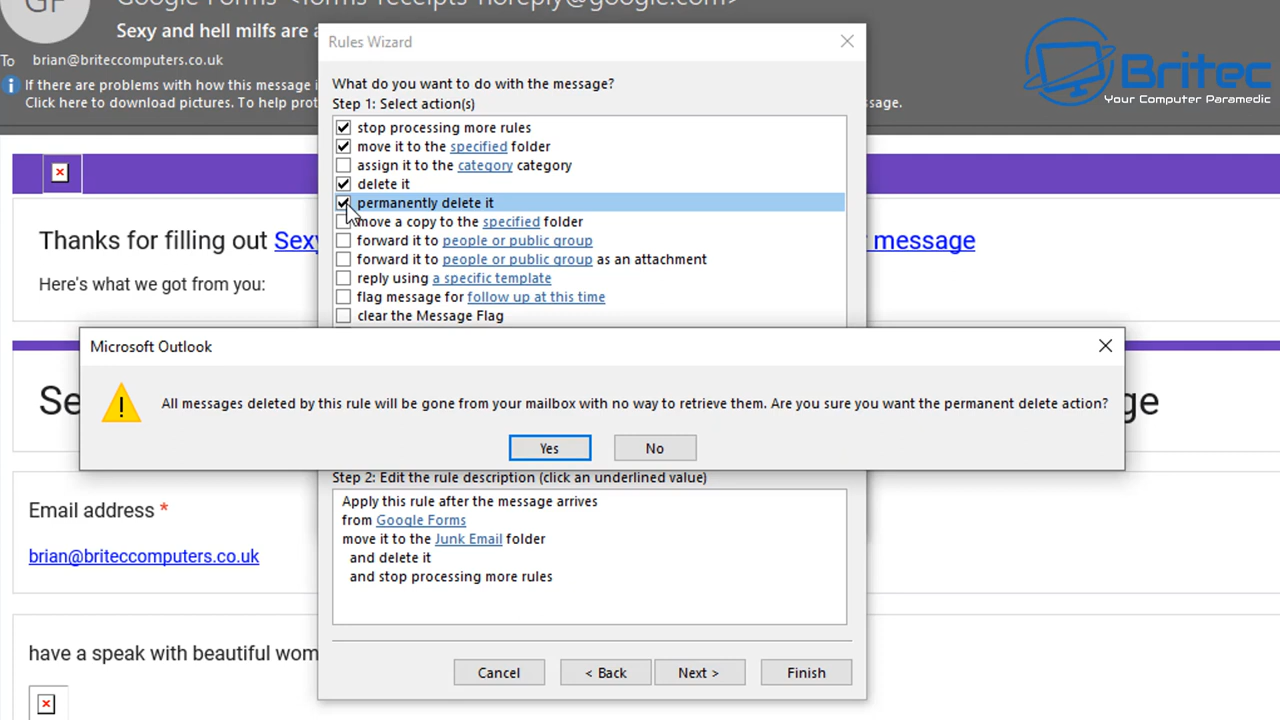 GF
Google Forms <forms-receipts-noreply@google.com>
Sexy and hell milfs are a
To brian@briteccomputers.co.uk
If there are problems with how this message i
Click here to download pictures. To help prot
ssage.
Britec
Your Computer Paramedic
Rules Wizard
What do you want to do with the message?
Step 1: Select action(s)
stop processing more rules
move it to the specified folder
assign it to the category category
delete it
permanently delete it
move a copy to the specified folder
forward it to people or public group
forward it to people or public group as an attachment
reply using a specific template
flag message for follow up at this time
clear the Message Flag
Thanks for filling out Sexy
message
Here's what we got from you:
Microsoft Outlook
All messages deleted by this rule will be gone from your mailbox with no way to retrieve them. Are you sure you want the permanent delete action?
Yes No
Se
ge
Step 2: Edit the rule description (click an underlined value)
Apply this rule after the message arrives
from Google Forms
move it to the Junk Email folder
and delete it
and stop processing more rules
Email address *
brian@briteccomputers.co.uk
have a speak with beautiful wom
Cancel < Back Next > Finish